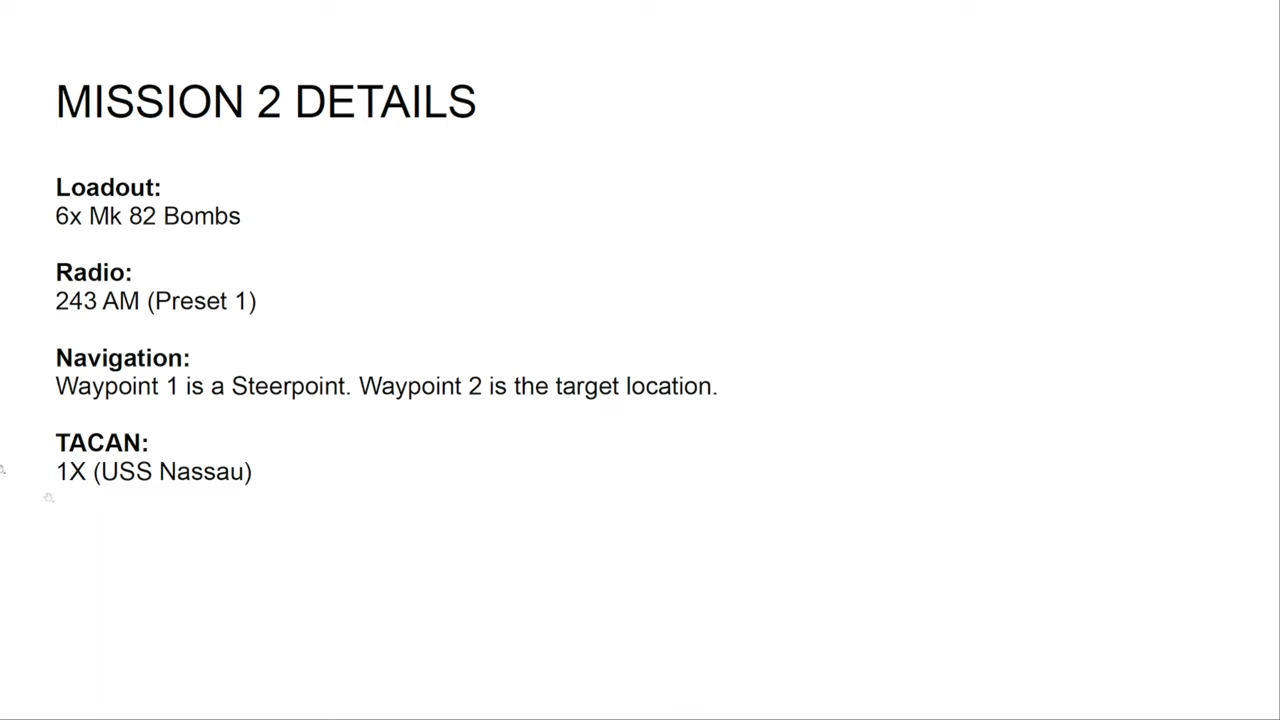 MISSION 2 DETAILS
Loadout:
6x Mk 82 Bombs
Radio:
243 AM (Preset 1)
Navigation:
Waypoint 1 is a Steerpoint. Waypoint 2 is the target location.
TACAN:
1X (USS Nassau)